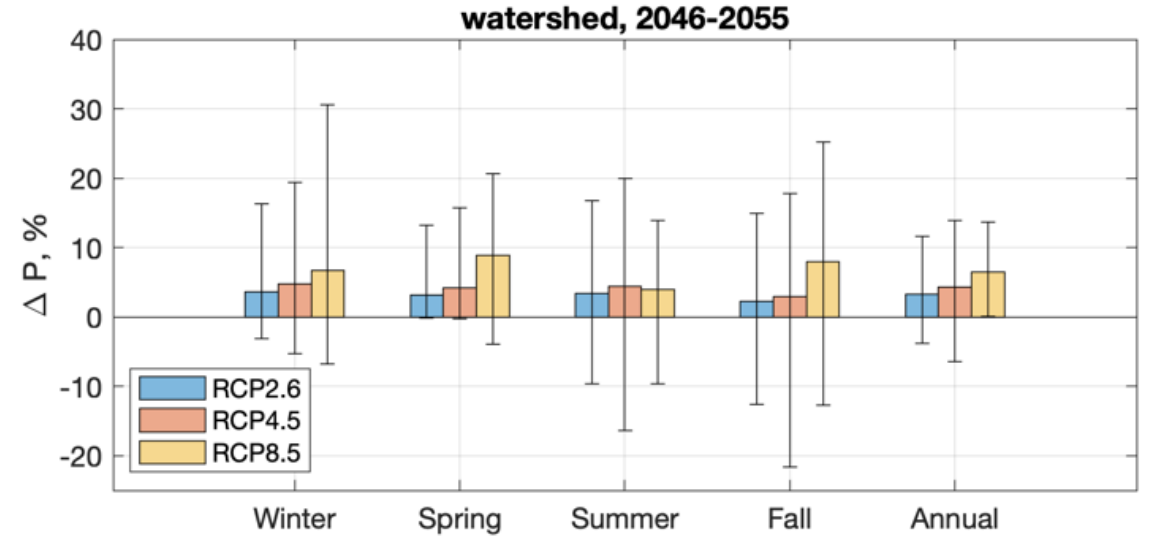 watershed, 2046-2055
40
30
20
10
0
-10
-20
Δ P, %
RCP2.6
RCP4.5
RCP8.5
Winter Spring Summer Fall Annual